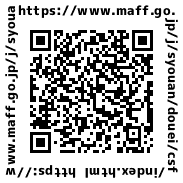 https://www.maff.go.
jp/j/syouan/douei/csf
/index.html https://w
ww.maff.go.jp/j/syoua